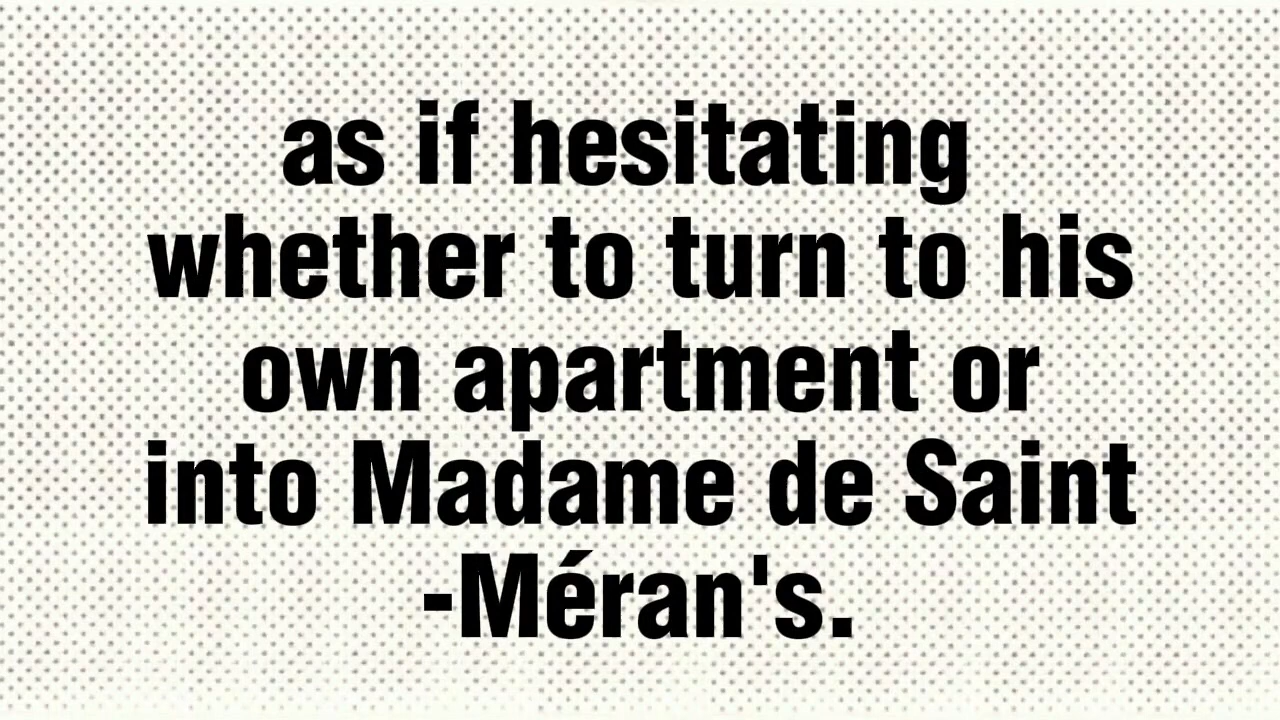 as if hesitating
whether to turn to his
own apartment or
into Madame de Saint
-Méran's.